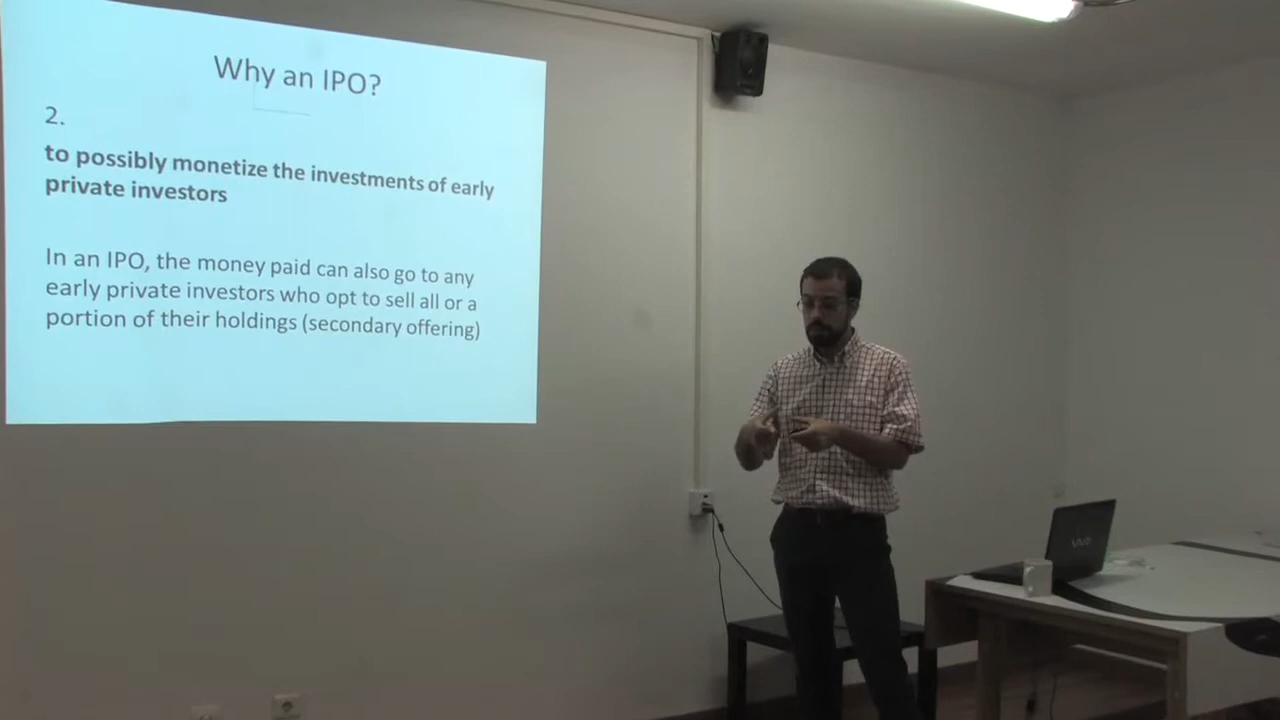 Why an IPO?
2.
to possibly monetize the investments of early
private investors
In an IPO, the money paid can also go to any
early private investors who opt to sell all or a
portion of their holdings (secondary offering)
VAIO